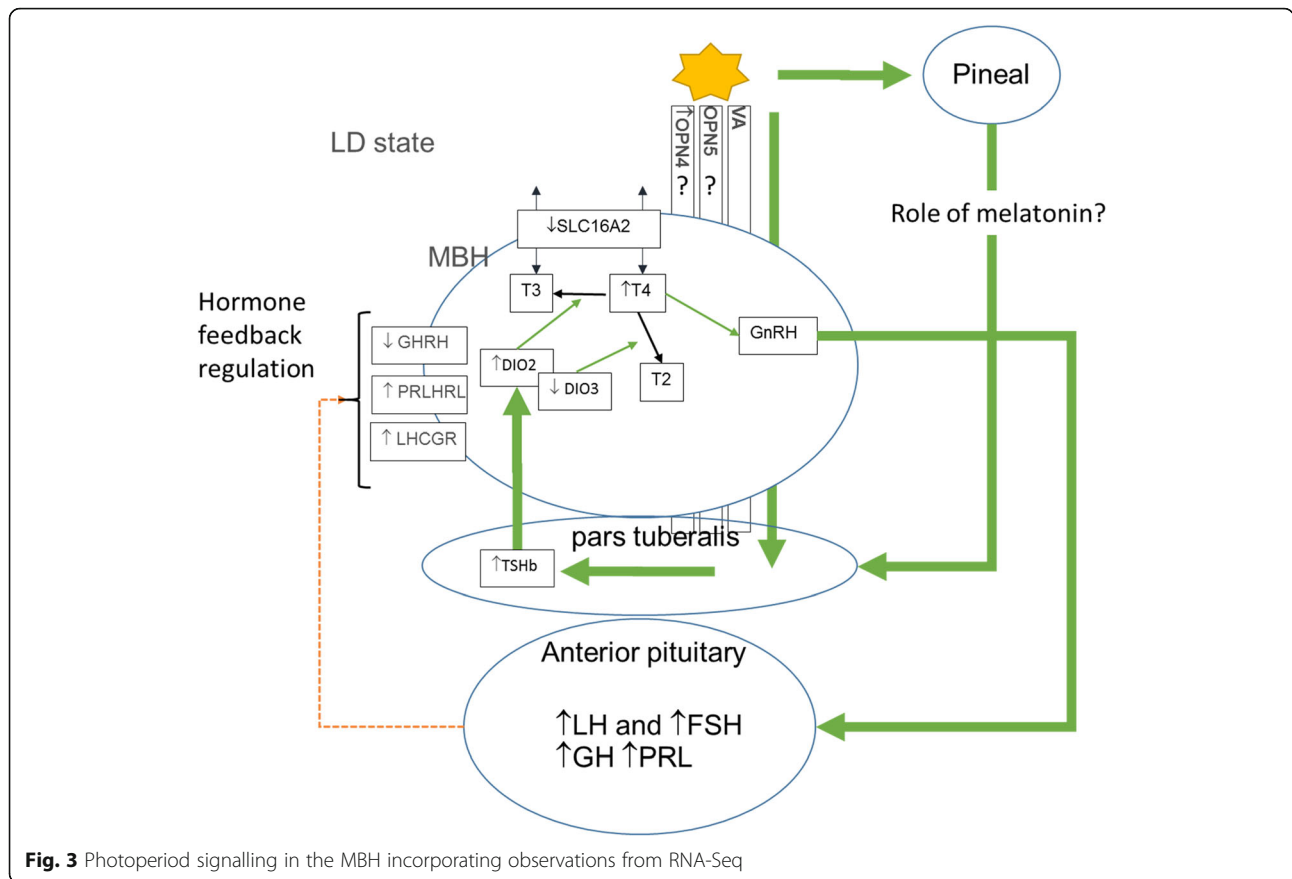 Pineal
VA
OPN5 ?
↑OPN4 ?
LD state
Role of melatonin?
↓SLC16A2
MBH
T3
↑T4
Hormone
feedback
regulation
GnRH
↓ GHRH
↑DIO2
T2
↓ DIO3
↑ PRLHRL
↑ LHCGR
pars tuberalis
↑TSHb
Anterior pituitary
↑LH and ↑FSH
↑GH ↑PRL
Fig. 3 Photoperiod signalling in the MBH incorporating observations from RNA-Seq